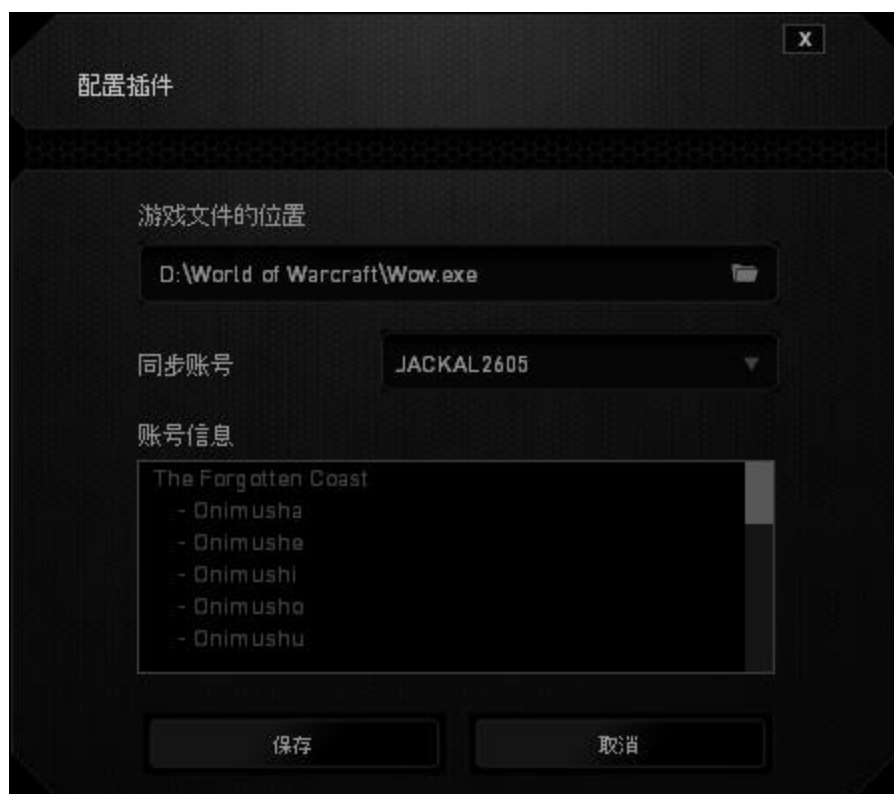 X
配置插件
游戏文件的位置
D:\World of Warcraft\Wow.exe
同步账号 JACKAL2605
账号信息
The Forgotten Coast
- Onimusha
- Onimushe
- Onimushi
- Onimusho
- Onimushu
保存 取消